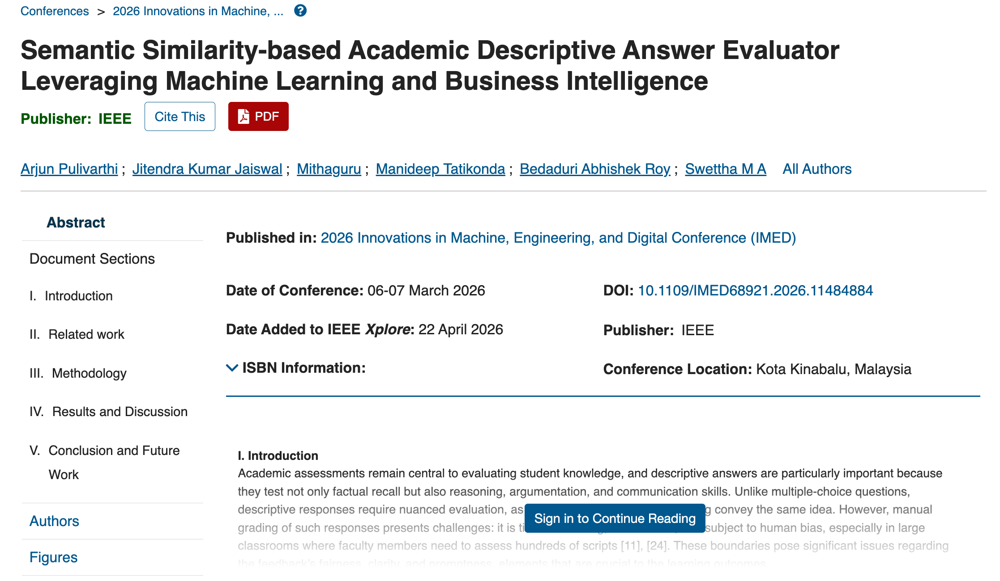 Conferences > 2026 Innovations in Machine, ... ?
Semantic Similarity-based Academic Descriptive Answer Evaluator
Leveraging Machine Learning and Business Intelligence
Publisher: IEEE Cite This PDF
Arjun Pulivarthi ; Jitendra Kumar Jaiswal ; Mithaguru ; Manideep Tatikonda ; Bedaduri Abhishek Roy ; Swettha M A All Authors
Abstract
Document Sections
I. Introduction
II. Related work
III. Methodology
IV. Results and Discussion
V. Conclusion and Future
Work
Authors
Figures
Published in: 2026 Innovations in Machine, Engineering, and Digital Conference (IMED)
Date of Conference: 06-07 March 2026
Date Added to IEEE Xplore: 22 April 2026
ISBN Information:
DOI: 10.1109/IMED68921.2026.11484884
Publisher: IEEE
Conference Location: Kota Kinabalu, Malaysia
I. Introduction
Academic assessments remain central to evaluating student knowledge, and descriptive answers are particularly important because
they test not only factual recall but also reasoning, argumentation, and communication skills. Unlike multiple-choice questions,
descriptive responses require nuanced evaluation, as convey the same idea. However, manual
Sign in to Continue Reading
grading of such responses presents challenges: it is subject to human bias, especially in large
classrooms where faculty members need to assess hundreds of scripts [11], [24]. These boundaries pose significant issues regarding
the feedback's fairness, clarity, and promptness, elements that are crucial to the learning outcomes.